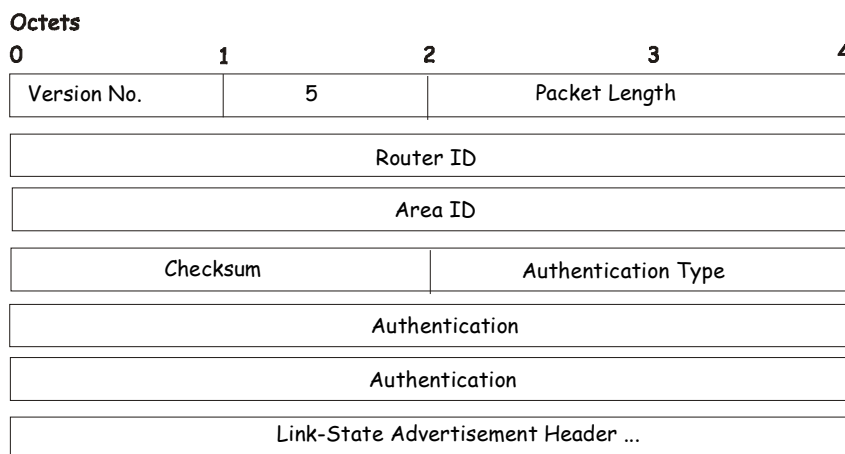 Octets
0 1 2 3 4
Version No. 5 Packet Length
Router ID
Area ID
Checksum Authentication Type
Authentication
Authentication
Link-State Advertisement Header ...